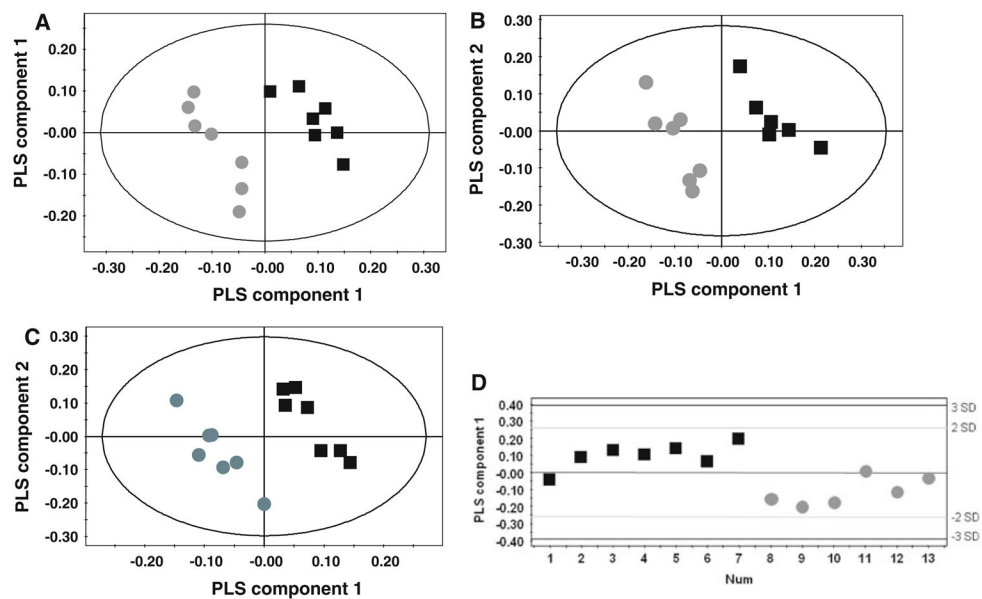 A
PLS component 1
0.20
0.10
-0.00
-0.10
-0.20
-0.30 -0.20 -0.10 -0.00 0.10 0.20 0.30
PLS component 1
B
PLS component 2
0.30
0.20
0.10
-0.00
-0.10
-0.20
-0.30
-0.30 -0.20 -0.10 -0.00 0.10 0.20 0.30
PLS component 1
C
PLS component 2
0.30
0.20
0.10
-0.00
-0.10
-0.20
-0.30
-0.20 -0.10 -0.00 0.10 0.20
PLS component 1
D
PLS component 1
0.40
0.30
0.20
0.10
-0.00
-0.10
-0.20
-0.30
-0.40
3 SD
2 SD
-2 SD
-3 SD
1 2 3 4 5 6 7 8 9 10 11 12 13
Num